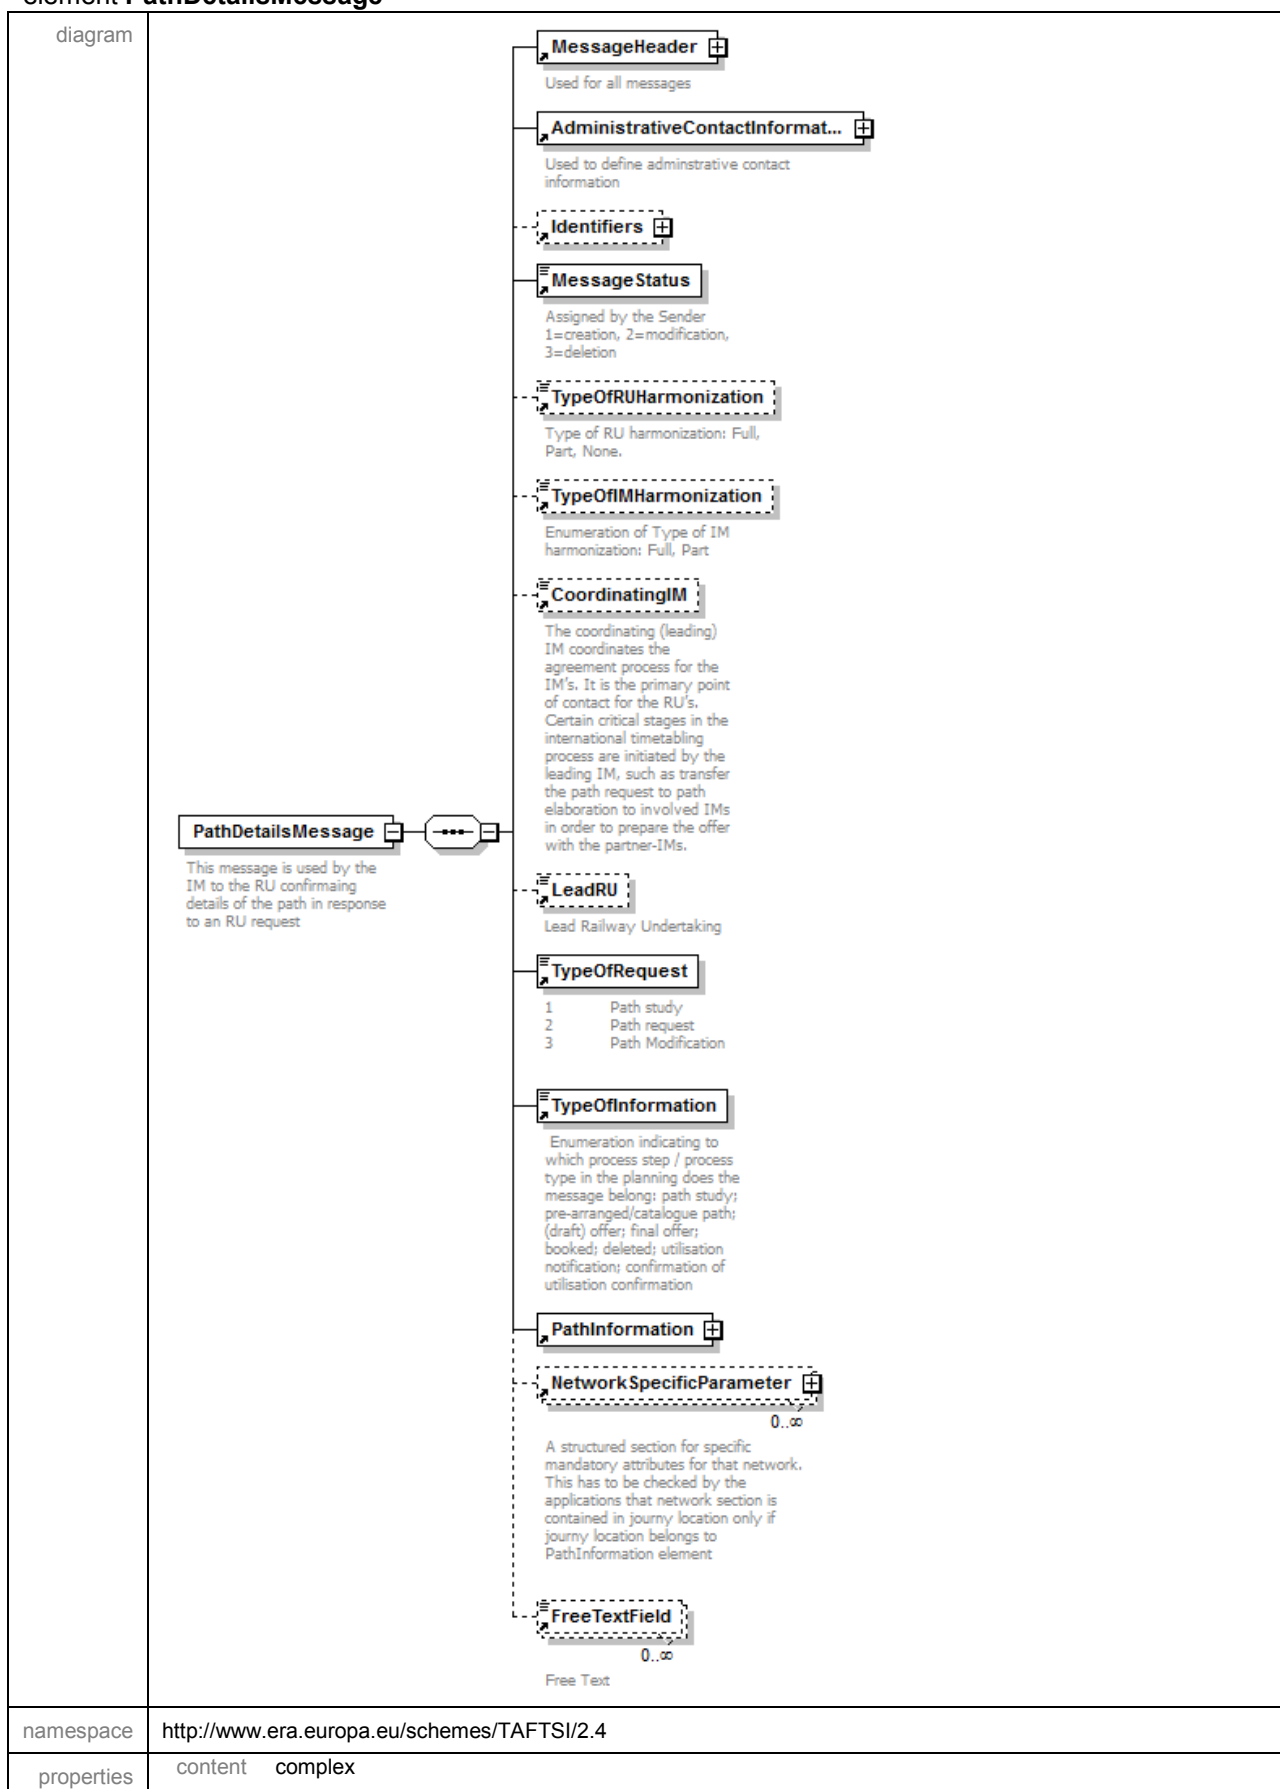 element PathDetailsMessage
diagram
MessageHeader
Used for all messages
AdministrativeContactInformat...
Used to define adminstrative contact
information
Identifiers
MessageStatus
Assigned by the Sender
1=creation, 2=modification,
3=deletion
TypeOfRUHarmonization
Type of RU harmonization: Full,
Part, None.
TypeOfIMHarmonization
Enumeration of Type of IM
harmonization: Full, Part
CoordinatingIM
The coordinating (leading)
IM coordinates the
agreement process for the
IM's. It is the primary point
of contact for the RU's.
Certain critical stages in the
international timetabling
process are initiated by the
leading IM, such as transfer
the path request to path
elaboration to involved IMs
in order to prepare the offer
with the partner-IMs.
PathDetailsMessage
This message is used by the
IM to the RU confirmaing
details of the path in response
to an RU request
LeadRU
Lead Railway Undertaking
TypeOfRequest
1 Path study
2 Path request
3 Path Modification
TypeOfInformation
Enumeration indicating to
which process step / process
type in the planning does the
message belong: path study;
pre-arranged/catalogue path;
(draft) offer; final offer;
booked; deleted; utilisation
notification; confirmation of
utilisation confirmation
PathInformation
NetworkSpecificParameter
0..∞
A structured section for specific
mandatory attributes for that network.
This has to be checked by the
applications that network section is
contained in journy location only if
journy location belongs to
PathInformation element
FreeTextField
0..∞
Free Text
namespace http://www.era.europa.eu/schemes/TAFTSI/2.4
properties content complex